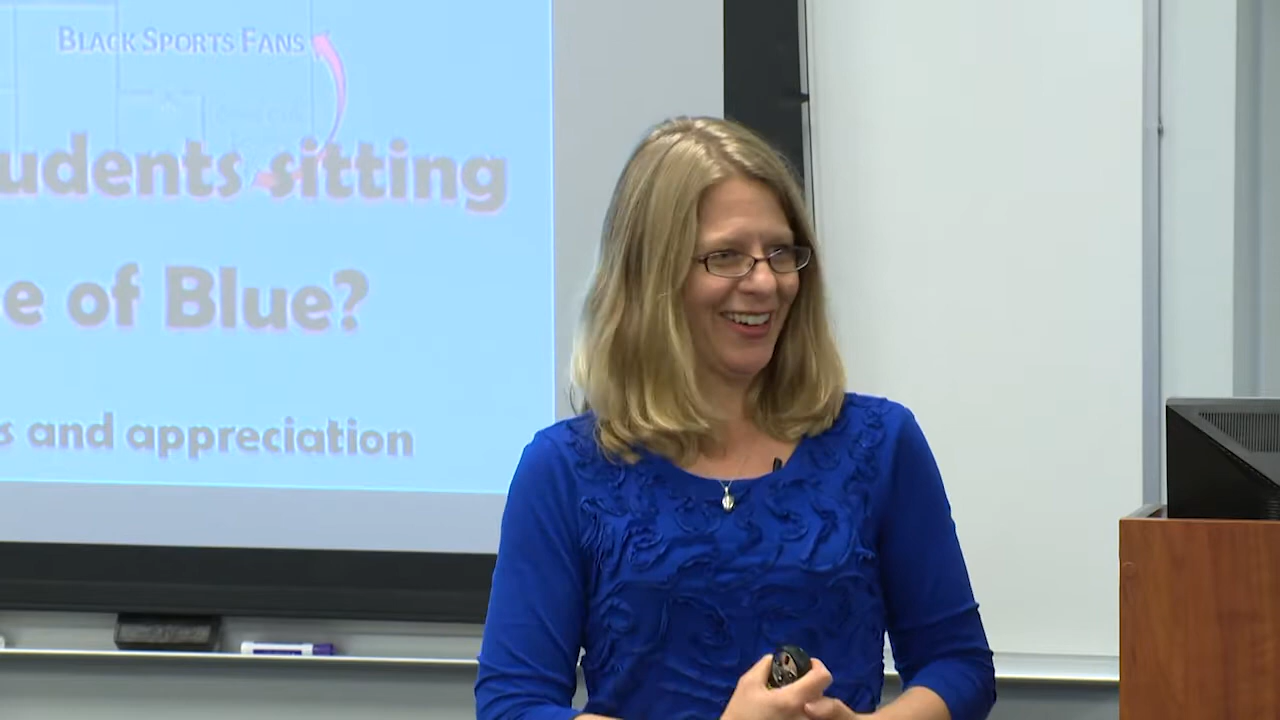 BLACK SPORTS FANS
udents sitting
e of Blue?
s and appreciation